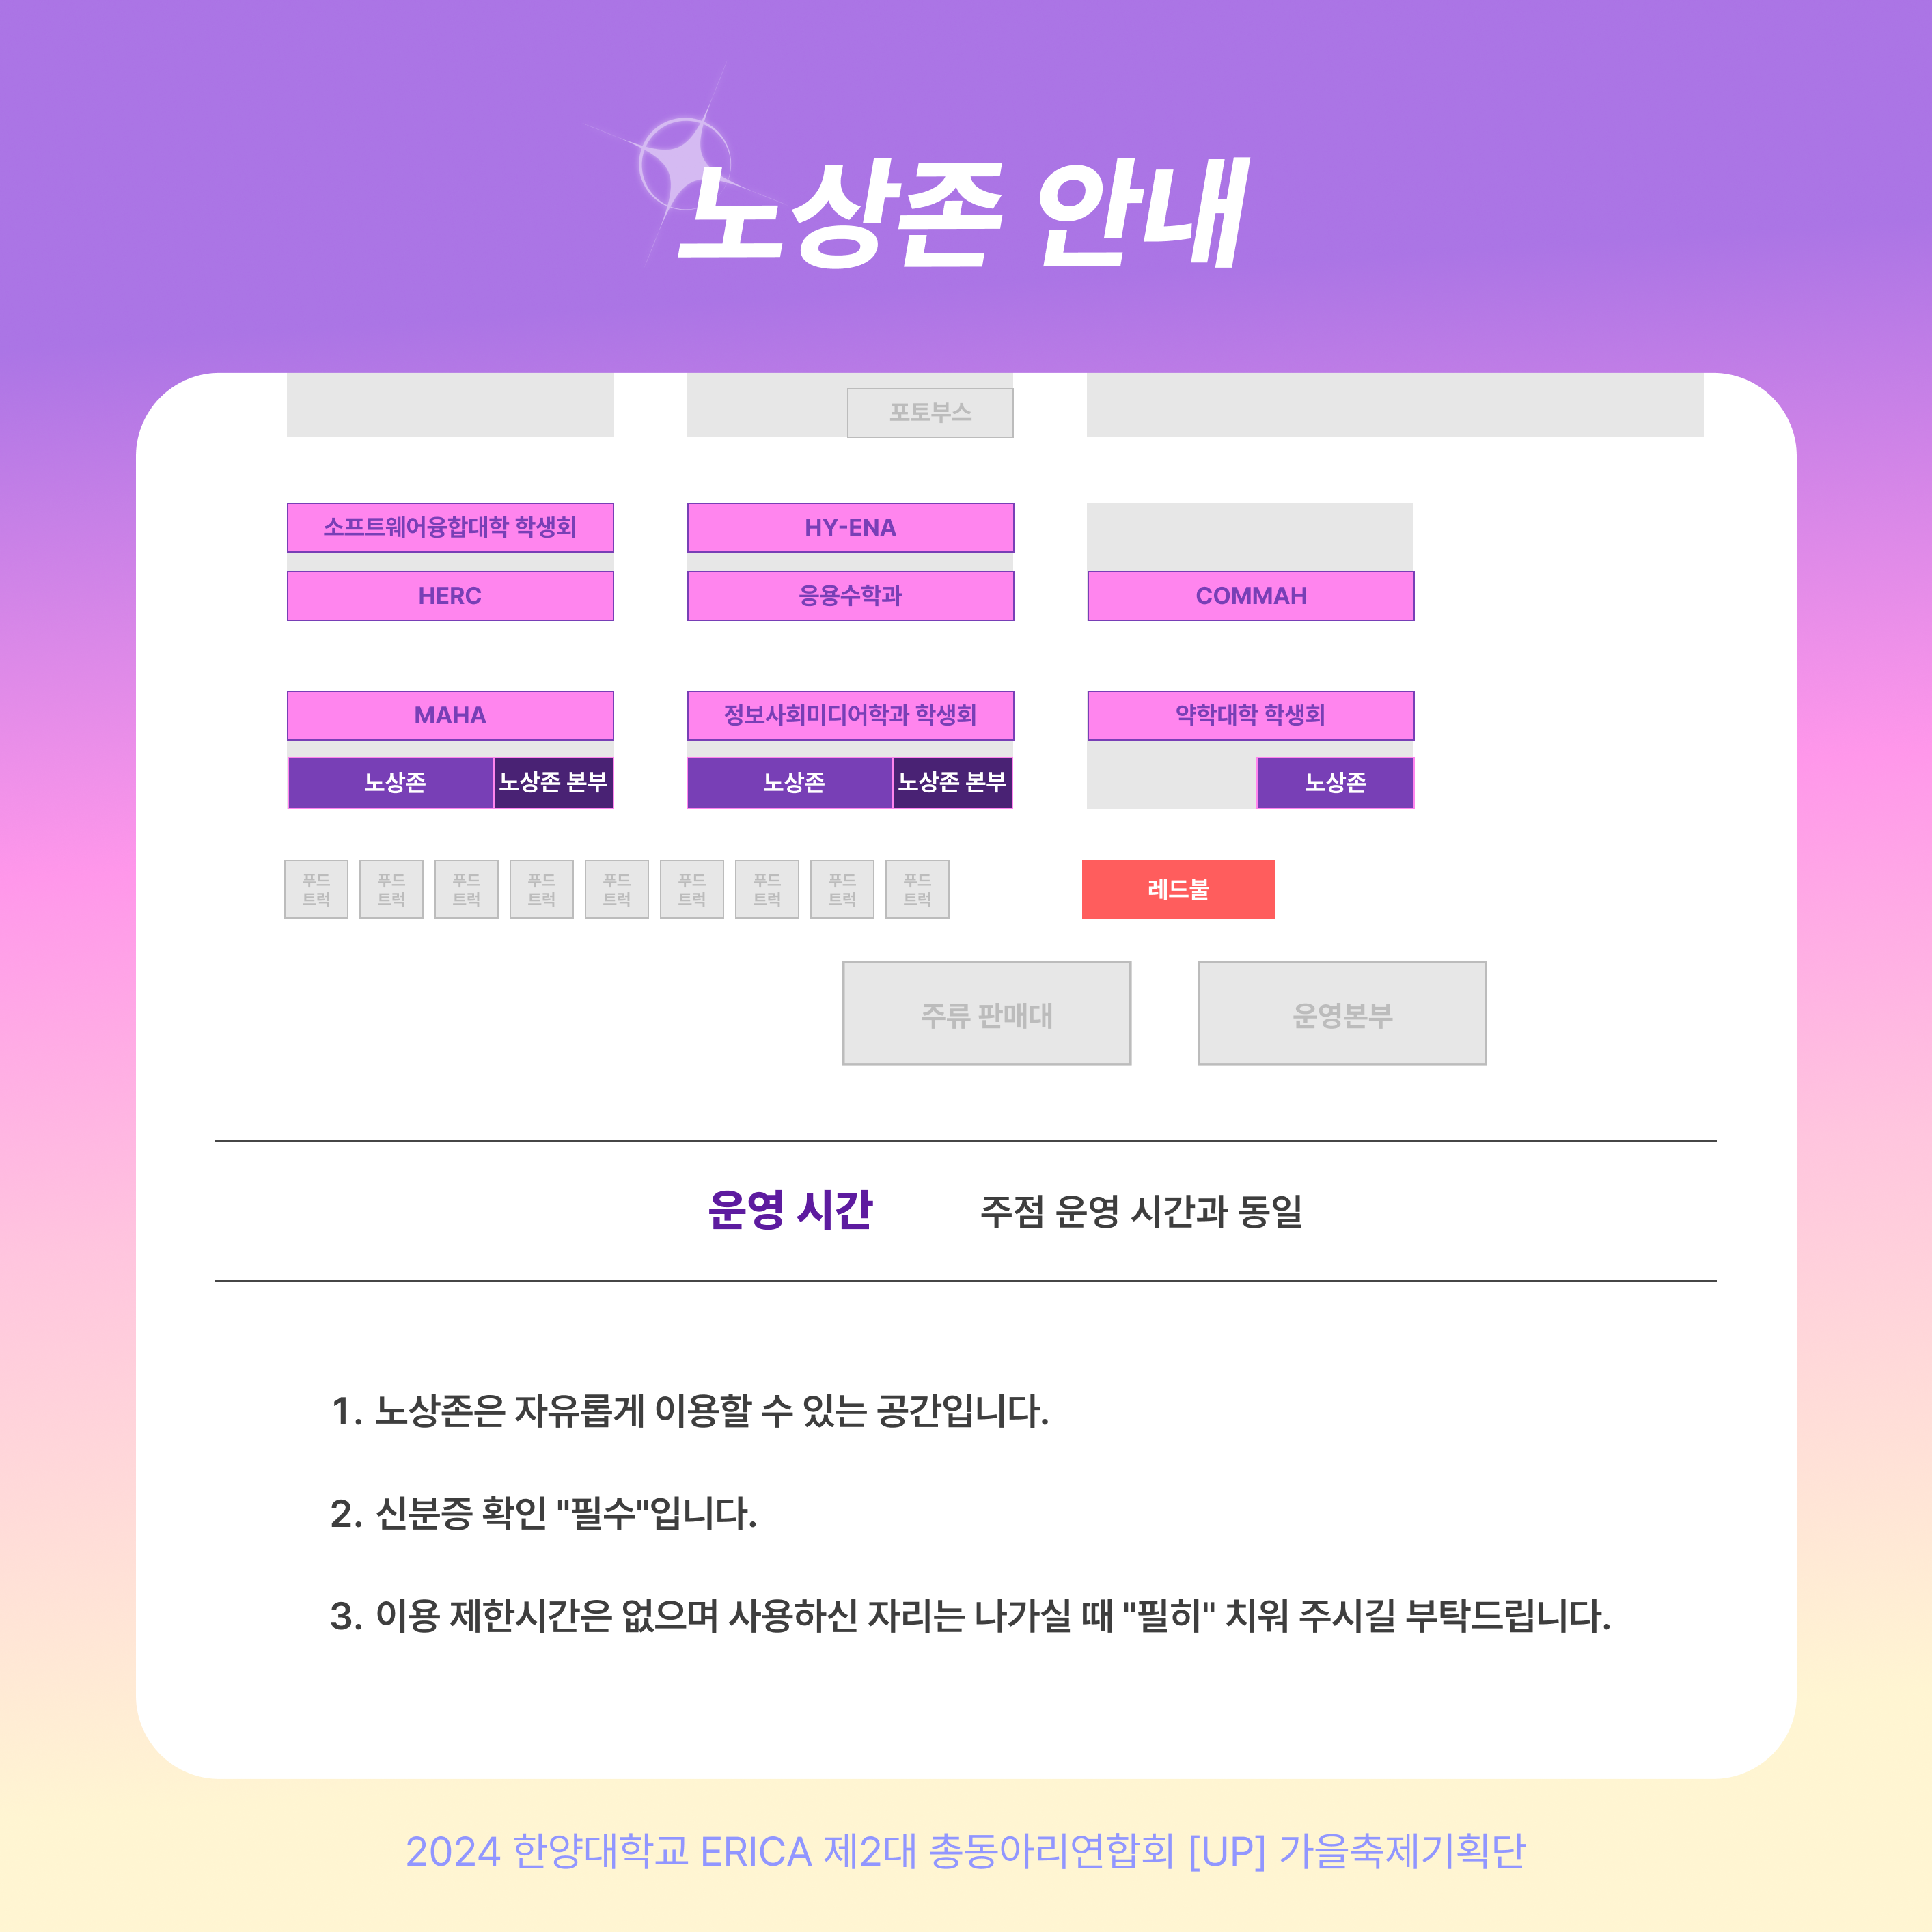 노상존 안내
포토부스
소프트웨어융합대학 학생회
HY-ENA
HERC
응용수학과
COMMAH
MAHA
정보사회미디어학과 학생회
약학대학 학생회
노상존
노상존 본부
노상존
노상존 본부
노상존
푸드
트럭
푸드
트럭
푸드
트럭
푸드
트럭
푸드
트럭
푸드
트럭
푸드
트럭
푸드
트럭
푸드
트럭
레드불
주류 판매대
운영본부
운영 시간
주점 운영 시간과 동일
1. 노상존은 자유롭게 이용할 수 있는 공간입니다.
2. 신분증 확인 "필수"입니다.
3. 이용 제한시간은 없으며 사용하신 자리는 나가실 때 "필히" 치워 주시길 부탁드립니다.
2024 한양대학교 ERICA 제2대 총동아리연합회 [UP] 가을축제기획단